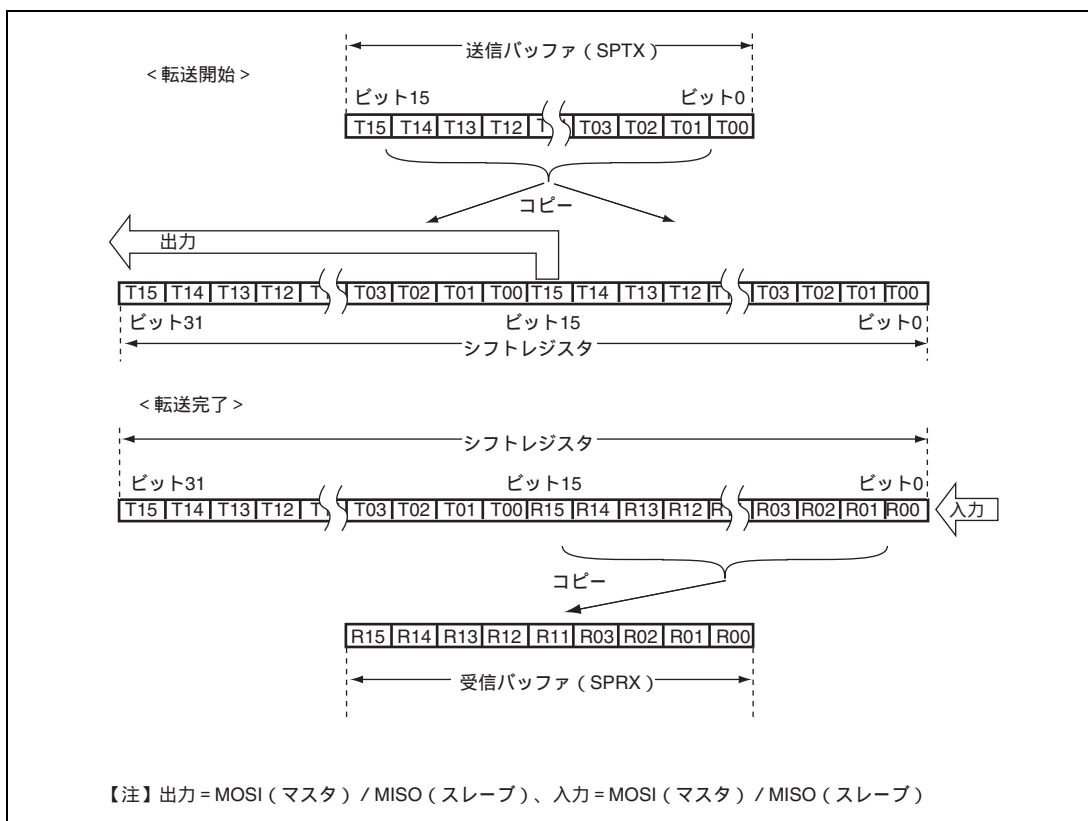 送信バッファ（SPTX）
＜転送開始＞
ビット15 ビット0
T15 T14 T13 T12 T03 T02 T01 T00
コピー
出力
T15 T14 T13 T12 T03 T02 T01 T00 T15 T14 T13 T12 T03 T02 T01 T00
ビット31 ビット15 ビット0
シフトレジスタ
＜転送完了＞
シフトレジスタ
ビット31 ビット15 ビット0
T15 T14 T13 T12 T03 T02 T01 T00 R15 R14 R13 R12 R03 R02 R01 R00
入力
コピー
R15 R14 R13 R12 R11 R03 R02 R01 R00
受信バッファ（SPRX）
【注】出力 = MOSI（マスタ）/ MISO（スレーブ）、入力 = MOSI（マスタ）/ MISO（スレーブ）